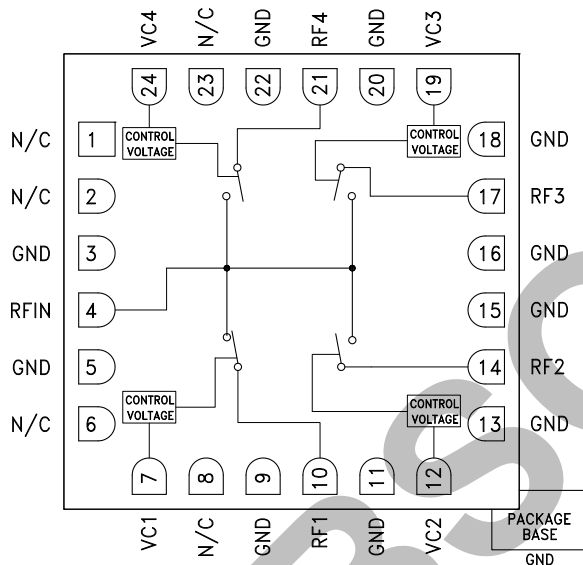 VC4 N/C GND RF4 GND VC3
24 23 22 21 20 19
N/C 1 CONTROL VOLTAGE CONTROL VOLTAGE 18 GND
N/C 2 17 RF3
GND 3 16 GND
RFIN 4 15 GND
GND 5 14 RF2
N/C 6 CONTROL VOLTAGE CONTROL VOLTAGE 13 GND
7 8 9 10 11 12
VC1 N/C GND RF1 GND VC2
PACKAGE
BASE
GND